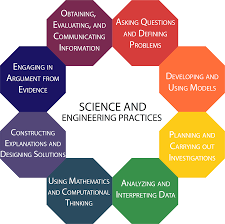 OBTAINING,
EVALUATING, AND
COMMUNICATING
INFORMATION
ASKING QUESTIONS
AND DEFINING
PROBLEMS
DEVELOPING AND
USING MODELS
PLANNING AND
CARRYING OUT
INVESTIGATIONS
ANALYZING AND
INTERPRETING DATA
USING MATHEMATICS
AND COMPUTATIONAL
THINKING
CONSTRUCTING
EXPLANATIONS AND
DESIGNING SOLUTIONS
ENGAGING IN
ARGUMENT FROM
EVIDENCE
SCIENCE AND
ENGINEERING PRACTICES